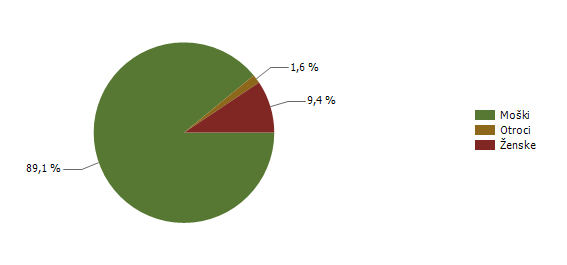 1,6 %
9,4 %
89,1 %
Moški
Otroci
Ženske